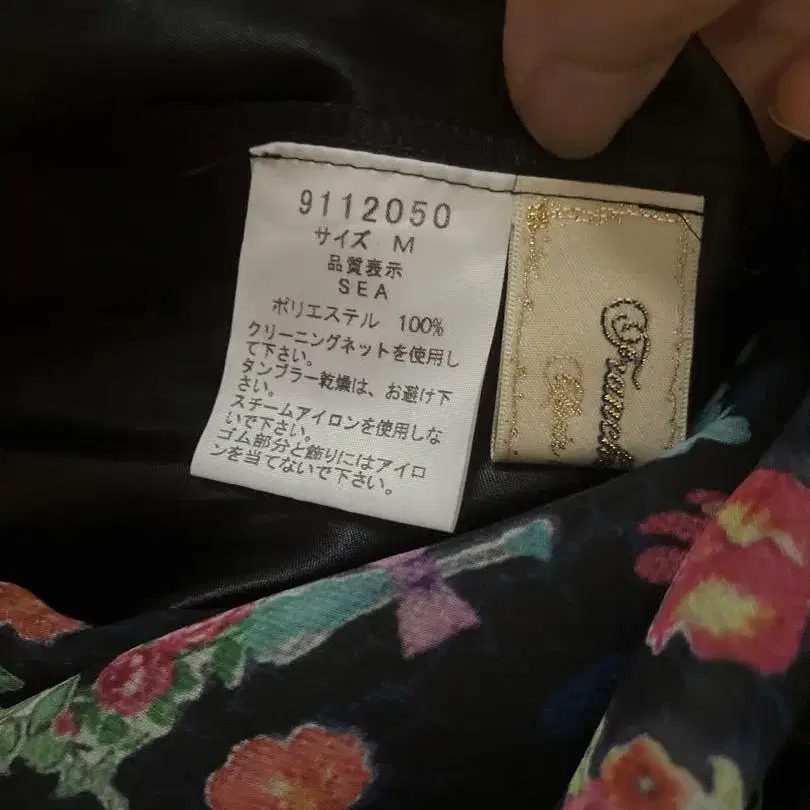 9112050
サイズ M
品質表示
SEA
ポリエステル 100%
クリーニングネットを使用し
て下さい。
タンブラー乾燥は、お避け下
さい。
スチームアイロンを使用しな
いで下さい。
ゴム部分と飾りにはアイロ
ンを当てないで下さい。